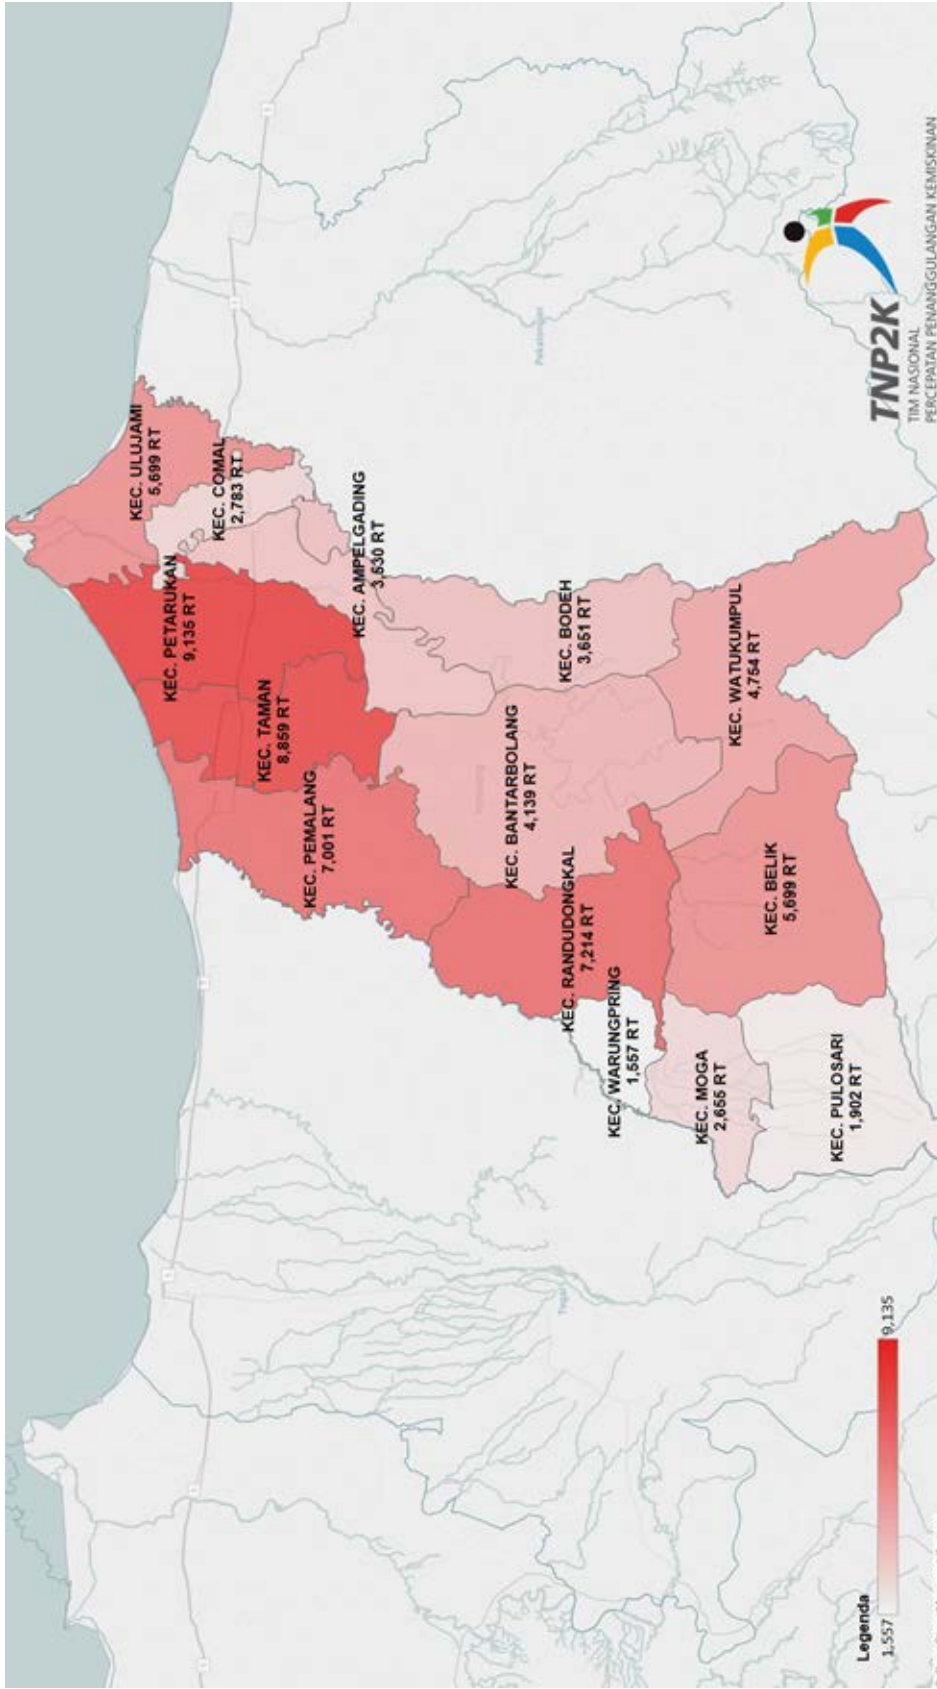 KEC. ULUJAMI
5,699 RT
KEC. COMAL
2,783 RT
KEC. PETARUKAN
9,135 RT
KEC. TAMAN
8,859 RT
KEC. PEMALANG
7,001 RT
KEC. AMPELGADING
3,530 RT
KEC. BODEH
3,651 RT
KEC. BANTARBOLANG
4,139 RT
KEC. RANDUDONGKAL
7,214 RT
KEC. WARUNGPRING
1,557 RT
KEC. WATUKUMPUL
4,754 RT
KEC. MOGA
2,655 RT
KEC. BELIK
5,699 RT
KEC. PULOSARI
1,902 RT
Pekalongan
Tegal
Legenda
1,557
9,135
TNP2K
TIM NASIONAL
PERCEPATAN PENANGGULANGAN KEMISKINAN